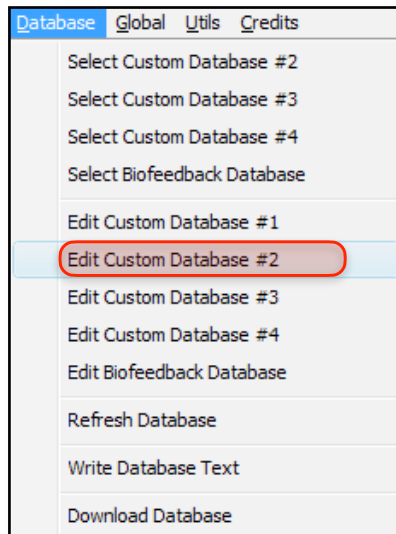 Database Global Utils Credits
Select Custom Database #2
Select Custom Database #3
Select Custom Database #4
Select Biofeedback Database
Edit Custom Database #1
Edit Custom Database #2
Edit Custom Database #3
Edit Custom Database #4
Edit Biofeedback Database
Refresh Database
Write Database Text
Download Database